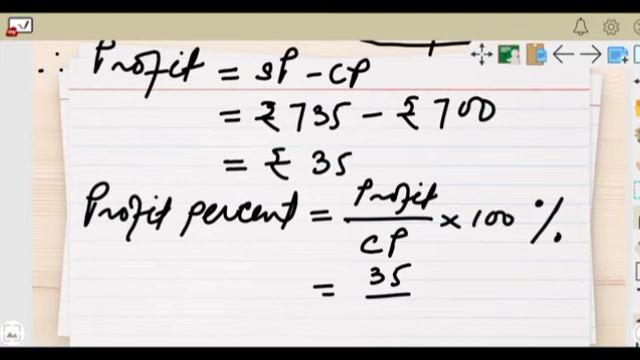 ∴ Profit = SP - CP
= ₹ 735 - ₹ 700
= ₹ 35
Profit percent = Profit/CP × 100 %
= 35